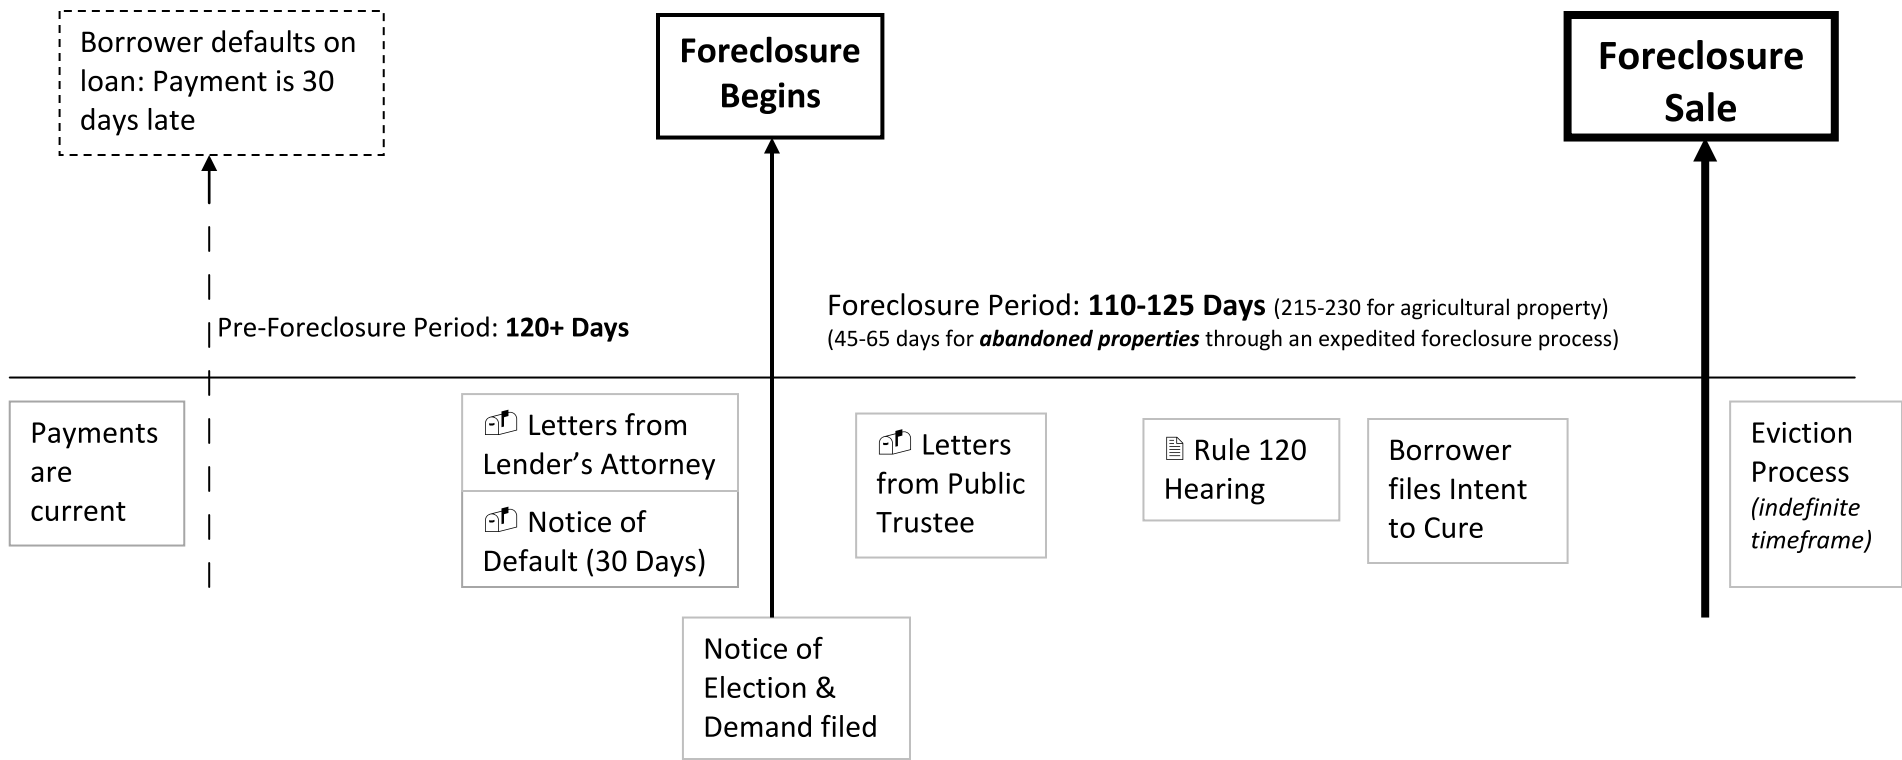 Borrower defaults on
loan: Payment is 30
days late
Foreclosure
Begins
Foreclosure
Sale
Pre-Foreclosure Period: 120+ Days
Foreclosure Period: 110-125 Days (215-230 for agricultural property)
(45-65 days for abandoned properties through an expedited foreclosure process)
Payments
are
current
Letters from
Lender’s Attorney
Notice of
Default (30 Days)
Notice of
Election &
Demand filed
Letters
from Public
Trustee
Rule 120
Hearing
Borrower
files Intent
to Cure
Eviction
Process
(indefinite
timeframe)